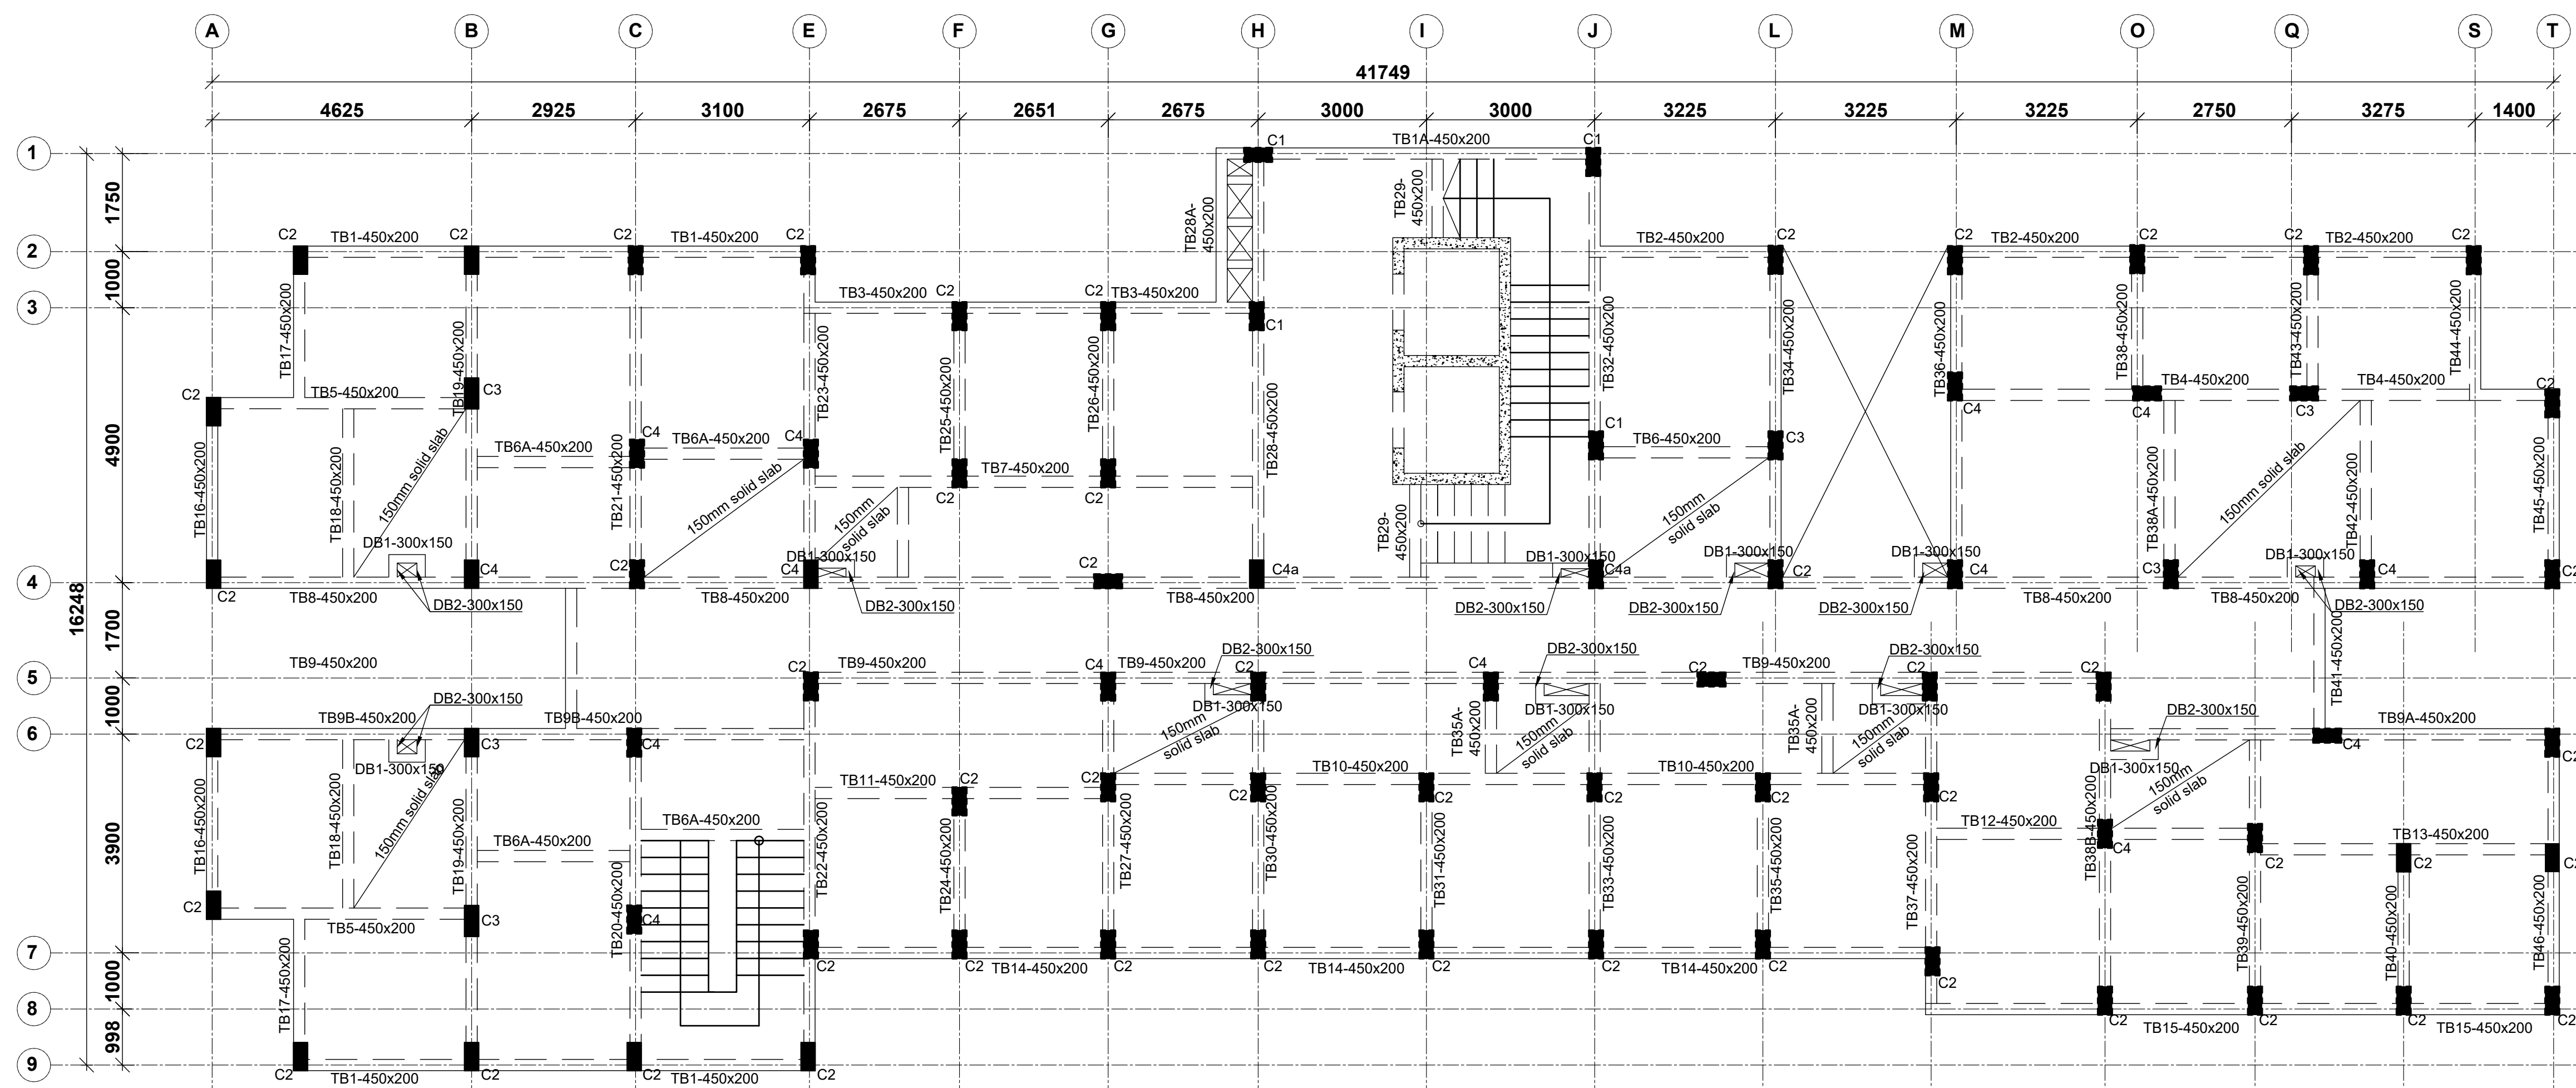 A B C E F G H I J L M O Q S T
41749
4625 2925 3100 2675 2651 2675 3000 3000 3225 3225 3225 2750 3275 1400
1
C1 TB1A-450x200 C1
1750
TB28A-
450x200
TB29-
450x200
2
C2 TB1-450x200 C2 C2 TB1-450x200 C2 TB2-450x200 C2 C2 TB2-450x200 C2 C2 TB2-450x200 C2
1000
3
TB3-450x200 C2 C2 TB3-450x200 C1
TB17-450x200 TB19-450x200 TB23-450x200 TB25-450x200 TB26-450x200 TB28-450x200 TB32-450x200 TB34-450x200 TB36-450x200 TB38-450x200 TB43-450x200 TB44-450x200
C2 TB5-450x200 C3 C4 TB4-450x200 C4 C3 TB4-450x200 C2
4900
TB6A-450x200 C4 TB6A-450x200 C4 C1 TB6-450x200 C3
C2 TB7-450x200 C2
TB16-450x200 TB18-450x200 TB21-450x200 TB38A-450x200 TB42-450x200 TB45-450x200
150mm solid slab
150mm solid slab
150mm
solid slab
150mm
solid slab
150mm solid slab
TB29-
450x200
DB1-300x150 DB1-300x150 DB1-300x150 DB1-300x150 DB1-300x150 DB1-300x150
4
C2 C4 C2 C4 C2 C4a C4a C2 C4 C3 C4 C2
TB8-450x200 TB8-450x200 TB8-450x200 TB8-450x200 TB8-450x200
DB2-300x150 DB2-300x150 DB2-300x150 DB2-300x150 DB2-300x150 DB2-300x150
16248
1700
TB41-450x200
DB2-300x150 DB2-300x150 DB2-300x150
5
TB9-450x200 C2 TB9-450x200 C4 TB9-450x200 C2 C4 C2 TB9-450x200 C2 C2
DB2-300x150 DB1-300x150 DB1-300x150 DB1-300x150 DB2-300x150
1000
TB9B-450x200 TB9B-450x200 TB9A-450x200
6
C2 C3 C4 C4 C2
DB1-300x150 DB1-300x150
150mm
solid slab
TB35A-
450x200
150mm
solid slab
TB35A-
450x200
150mm
solid slab
150mm
solid slab
TB11-450x200 C2 C2 C2 TB10-450x200 C2 C2 TB10-450x200 C2 C2
3900
TB16-450x200 TB18-450x200 150mm solid slab TB19-450x200 TB20-450x200 TB22-450x200 TB24-450x200 TB27-450x200 TB30-450x200 TB31-450x200 TB33-450x200 TB35-450x200 TB37-450x200 TB38B-450x200 TB39-450x200 TB40-450x200 TB46-450x200
TB6A-450x200 TB6A-450x200 TB12-450x200 C4 TB13-450x200
C2 C2 C2
C2 TB5-450x200 C3 C4
7
C2 TB14-450x200 C2 C2 C2 TB14-450x200 C2 C2 TB14-450x200 C2 C2
1000
TB17-450x200
8
C2 TB15-450x200 C2 C2 TB15-450x200 C2
998
9
C2 TB1-450x200 C2 C2 TB1-450x200 C2